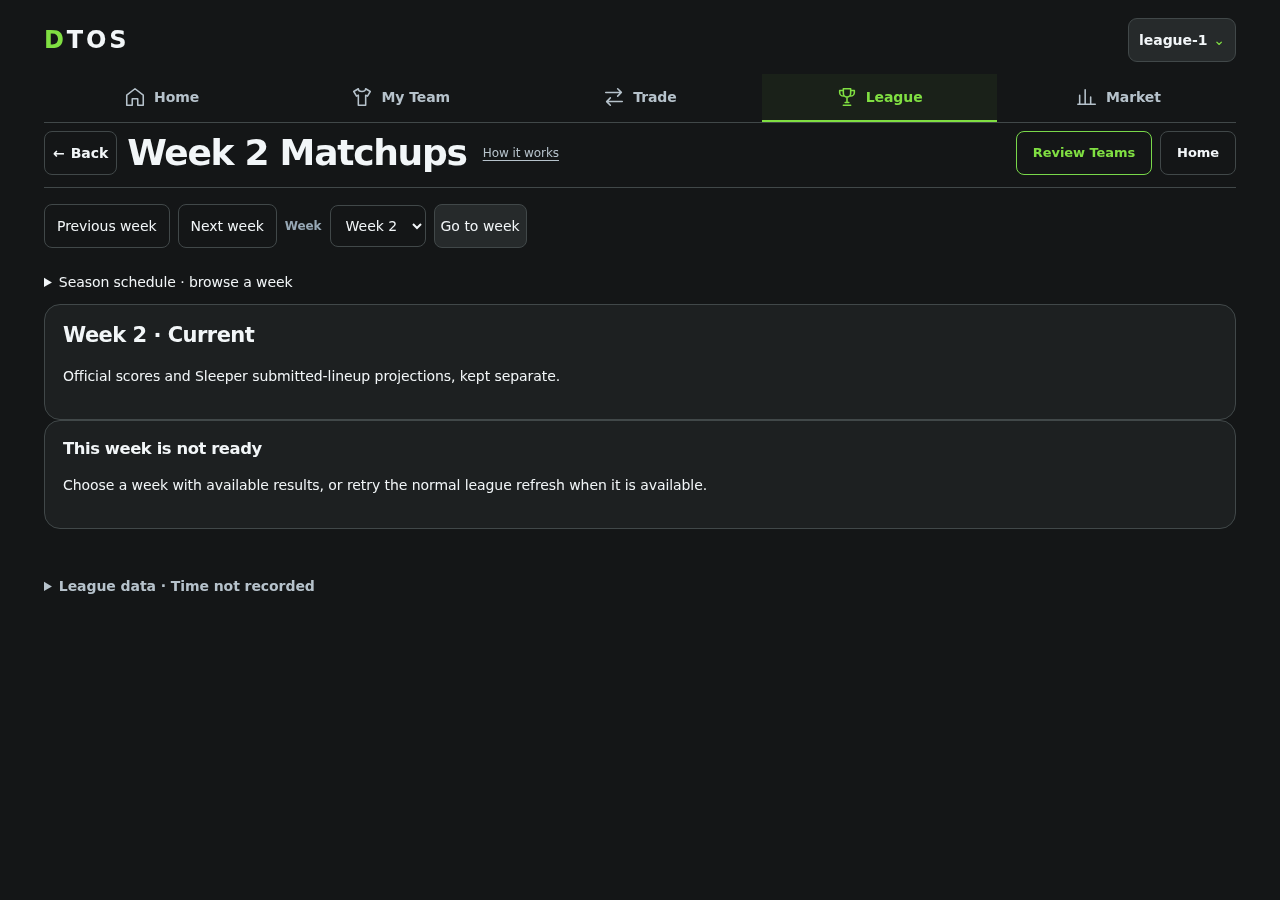 DTOS
league-1
Home
My Team
Trade
League
Market
← Back
Week 2 Matchups
How it works
Review Teams
Home
Previous week
Next week
Week
Week 2
Go to week
Season schedule · browse a week
Week 2 · Current
Official scores and Sleeper submitted-lineup projections, kept separate.
This week is not ready
Choose a week with available results, or retry the normal league refresh when it is available.
League data · Time not recorded